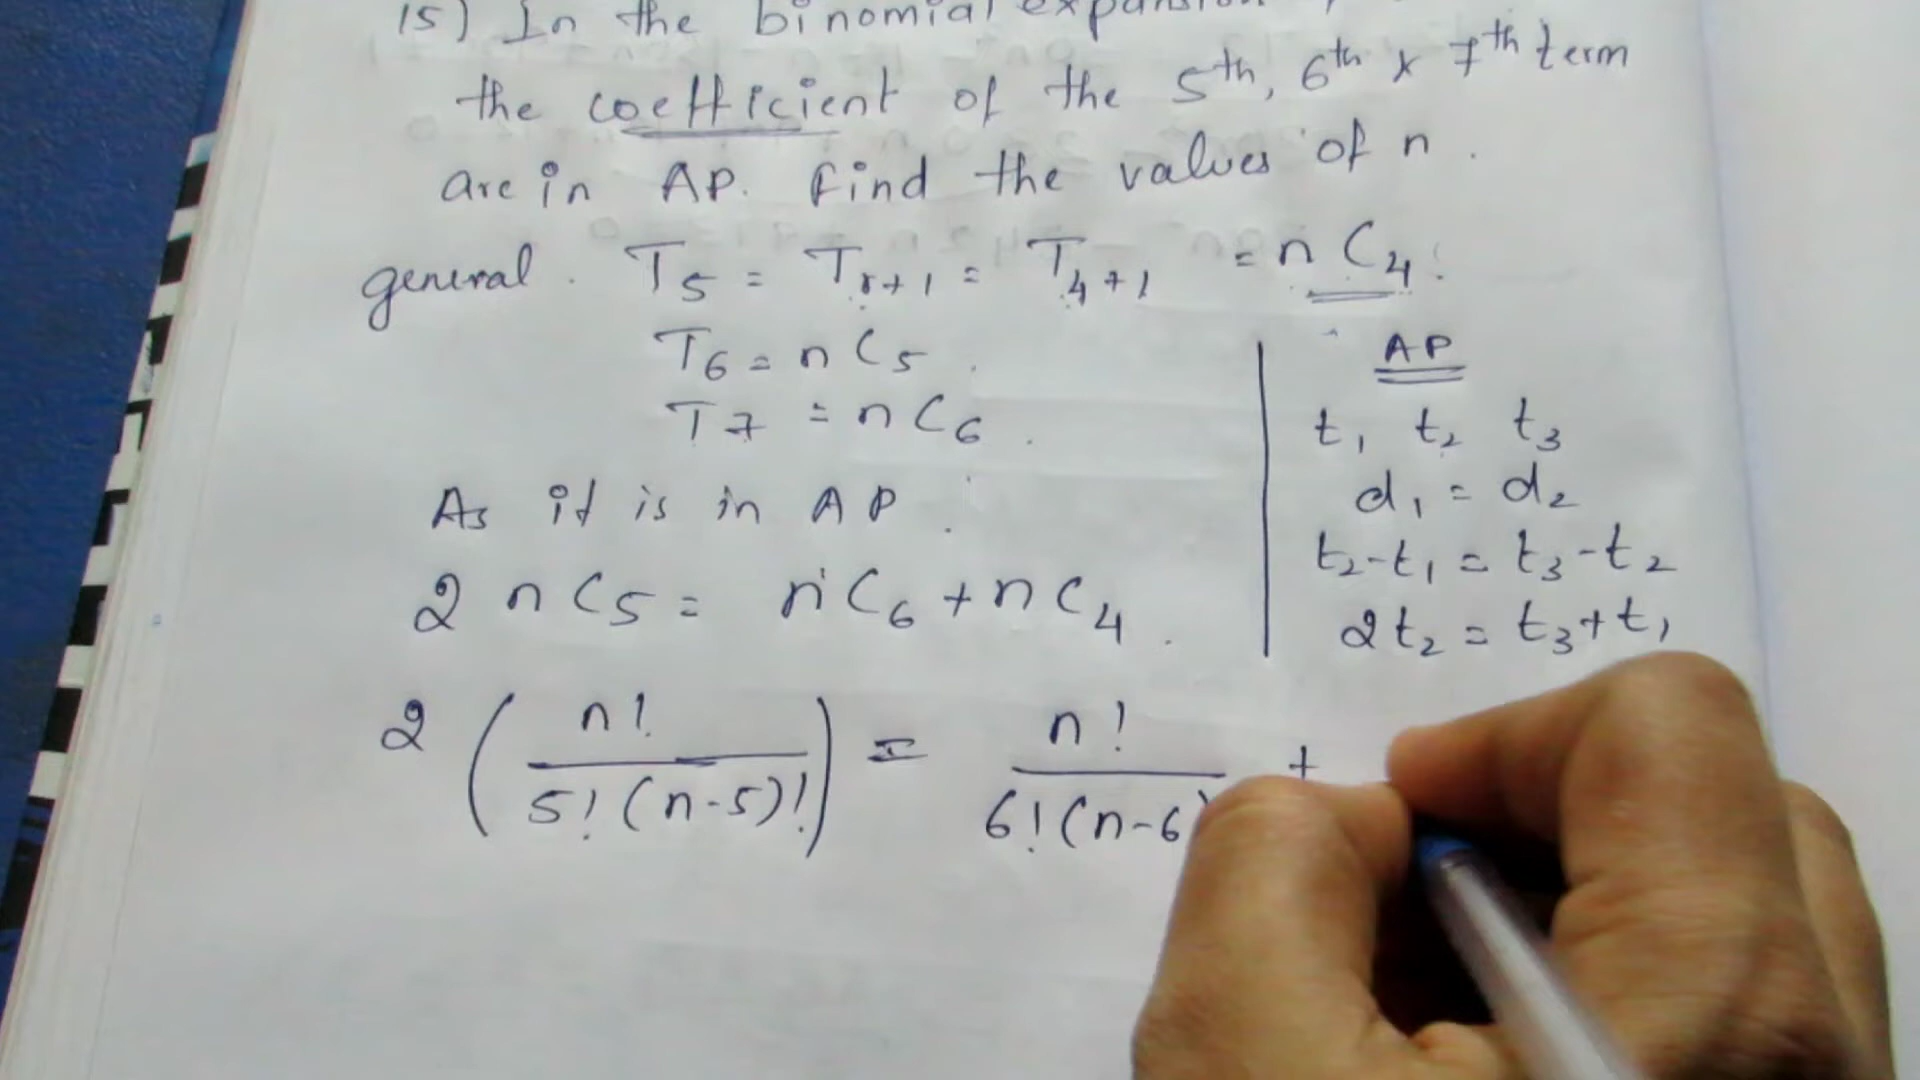 15) In the binomial expansion
the coefficient of the 5th, 6th & 7th term
are in AP. find the values of n.
general. T5 = Tr+1 = T4+1 = nC4.
T6 = nC5.
T7 = nC6.
As it is in AP.
2 nC5 = nC6 + nC4.
2 ( n! / 5!(n-5)! ) = n! / 6!(n-6) +
AP
t1 t2 t3
d1 = d2
t2-t1 = t3-t2
2t2 = t3+t1